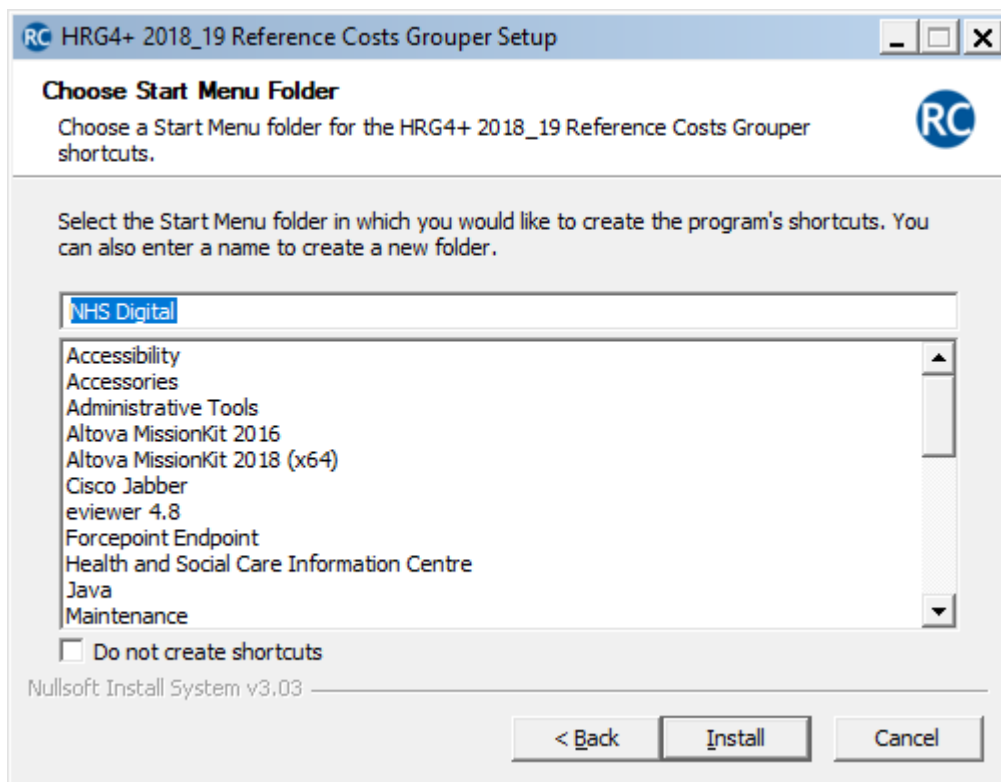 RC HRG4+ 2018_19 Reference Costs Grouper Setup
Choose Start Menu Folder
Choose a Start Menu folder for the HRG4+ 2018_19 Reference Costs Grouper
shortcuts.
RC
Select the Start Menu folder in which you would like to create the program's shortcuts. You
can also enter a name to create a new folder.
NHS Digital
Accessibility
Accessories
Administrative Tools
Altova MissionKit 2016
Altova MissionKit 2018 (x64)
Cisco Jabber
eviewer 4.8
Forcepoint Endpoint
Health and Social Care Information Centre
Java
Maintenance
Do not create shortcuts
Nullsoft Install System v3.03
< Back Install Cancel